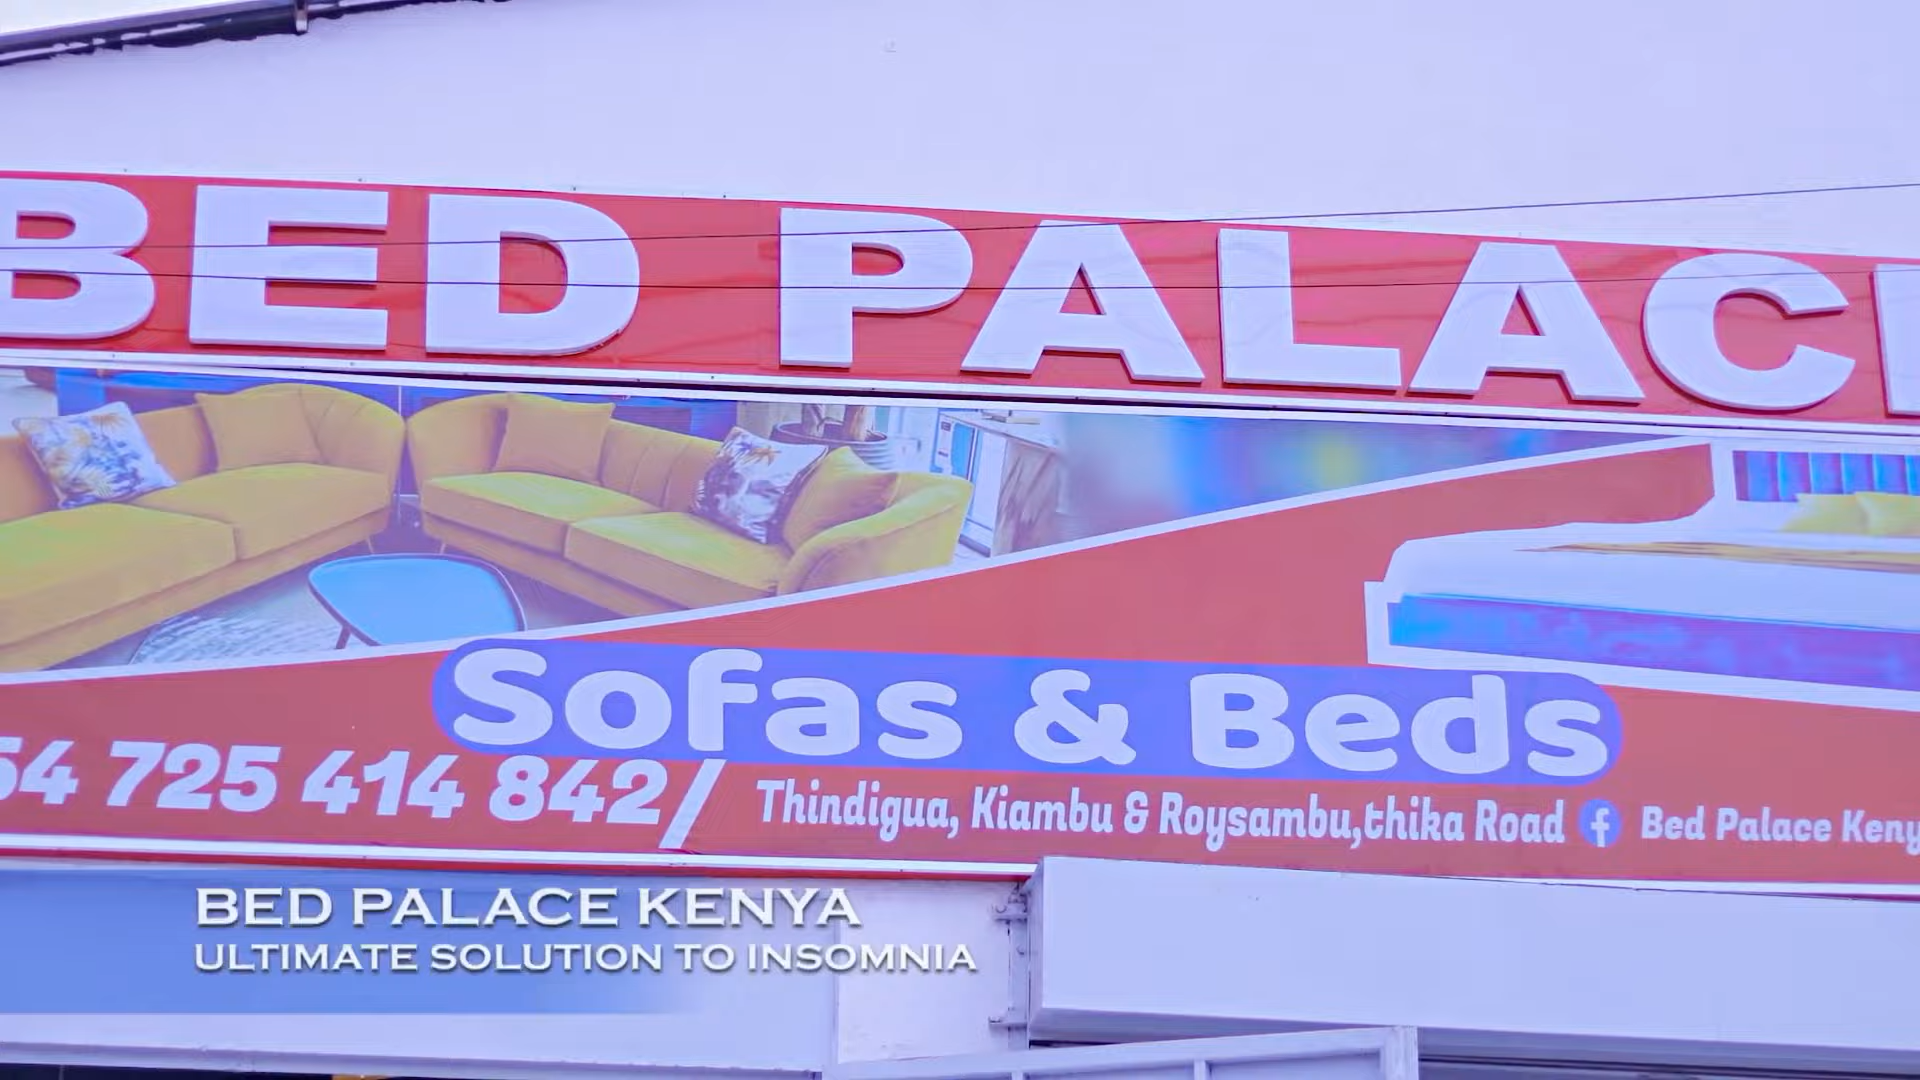 BED PALAC
Sofas & Beds
54 725 414 842/ Thindigua, Kiambu & Roysambu,thika Road f Bed Palace Keny
BED PALACE KENYA
ULTIMATE SOLUTION TO INSOMNIA